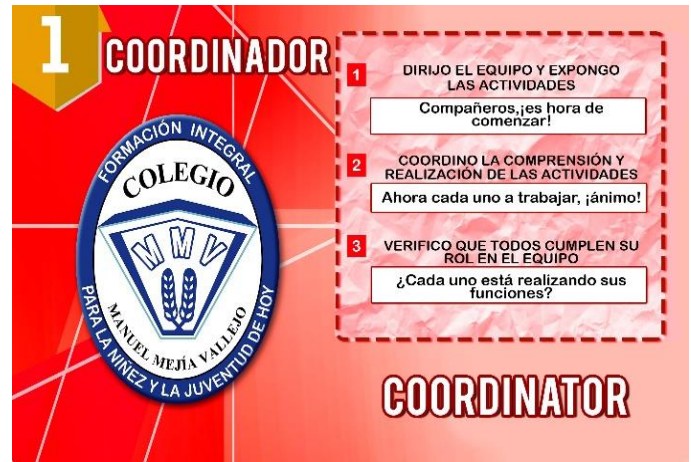 1
COORDINADOR
FORMACIÓN INTEGRAL
COLEGIO
MMV
MANUEL MEJÍA VALLEJO
PARA LA NIÑEZ Y LA JUVENTUD DE HOY
1
DIRIJO EL EQUIPO Y EXPONGO
LAS ACTIVIDADES
Compañeros,¡es hora de
comenzar!
2
COORDINO LA COMPRENSIÓN Y
REALIZACIÓN DE LAS ACTIVIDADES
Ahora cada uno a trabajar, ¡ánimo!
3
VERIFICO QUE TODOS CUMPLEN SU
ROL EN EL EQUIPO
¿Cada uno está realizando sus
funciones?
COORDINATOR